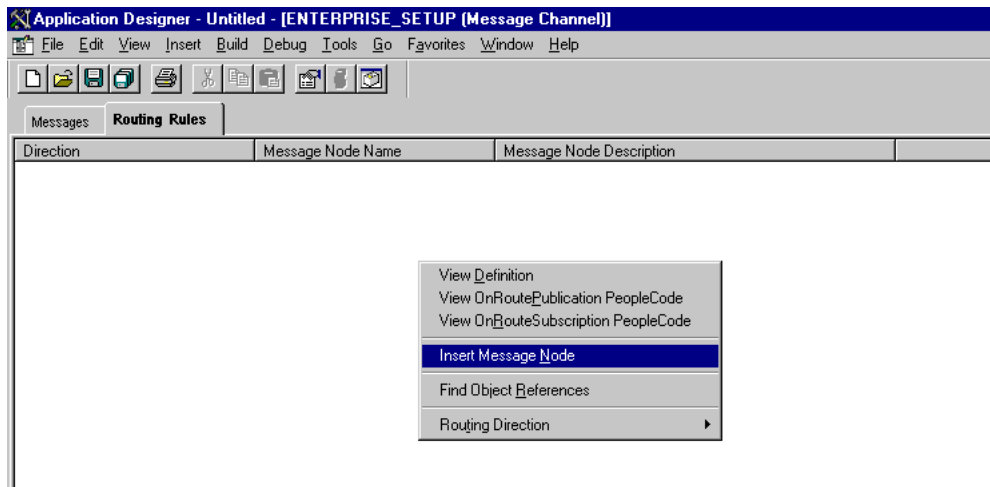 Application Designer - Untitled - [ENTERPRISE_SETUP (Message Channel)]
File Edit View Insert Build Debug Tools Go Favorites Window Help
Messages Routing Rules
Direction Message Node Name Message Node Description
View Definition
View OnRoutePublication PeopleCode
View OnRouteSubscription PeopleCode
Insert Message Node
Find Object References
Routing Direction